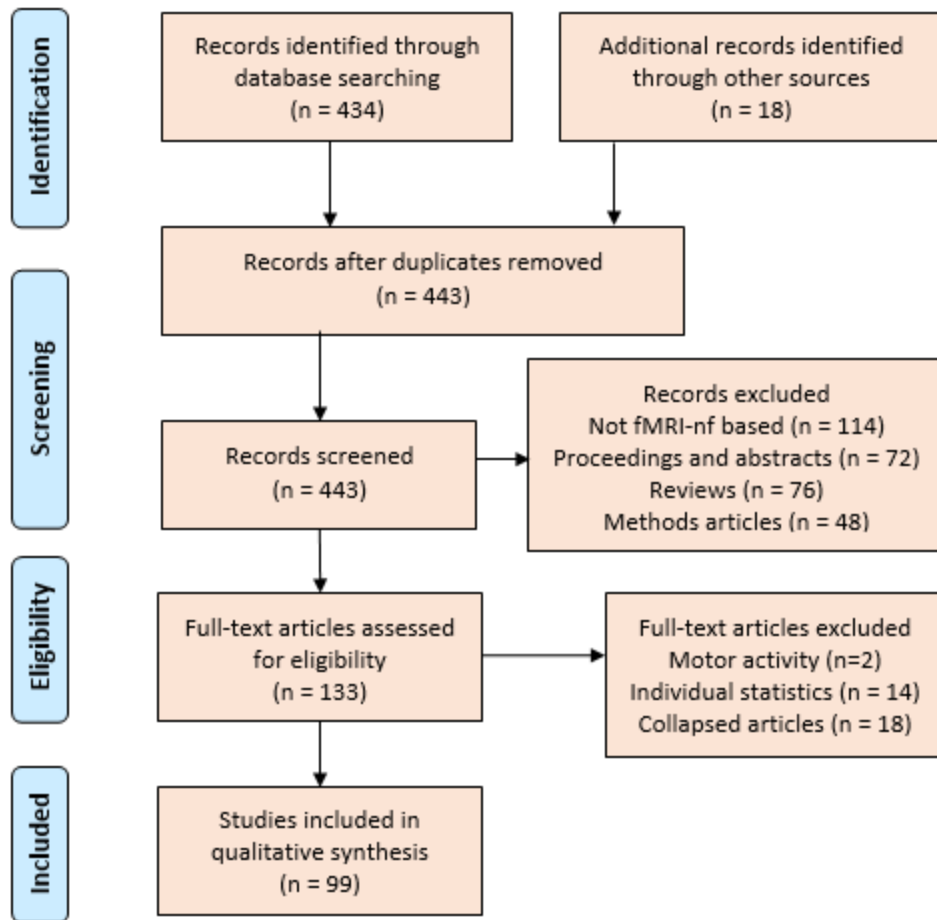 Identification
Records identified through
database searching
(n = 434)
Additional records identified
through other sources
(n = 18)
Records after duplicates removed
(n = 443)
Screening
Records screened
(n = 443)
Records excluded
Not fMRI-nf based (n = 114)
Proceedings and abstracts (n = 72)
Reviews (n = 76)
Methods articles (n = 48)
Eligibility
Full-text articles assessed
for eligibility
(n = 133)
Full-text articles excluded
Motor activity (n=2)
Individual statistics (n = 14)
Collapsed articles (n = 18)
Included
Studies included in
qualitative synthesis
(n = 99)